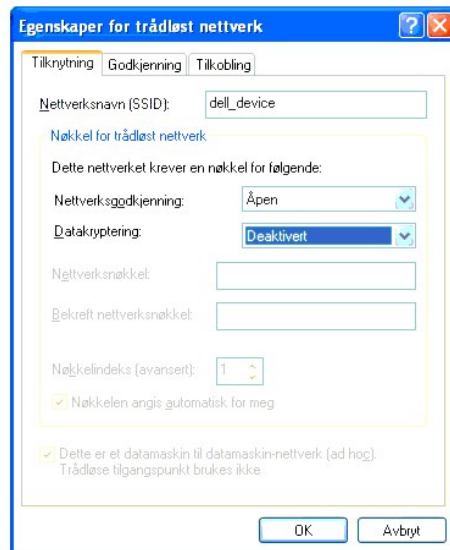 Egenskaper for trådløst nettverk
Tilknytning Godkjenning Tilkobling
Nettverksnavn (SSID): dell_device
Nøkkel for trådløst nettverk
Dette nettverket krever en nøkkel for følgende:
Nettverksgodkjenning: Åpen
Datakryptering: Deaktivert
Nettverksnøkkel:
Bekreft nettverksnøkkel:
Nøkkelindeks (avansert): 1
Nøkkelen angis automatisk for meg
Dette er et datamaskin til datamaskin-nettverk (ad hoc).
Trådløse tilgangspunkt brukes ikke
OK Avbryt